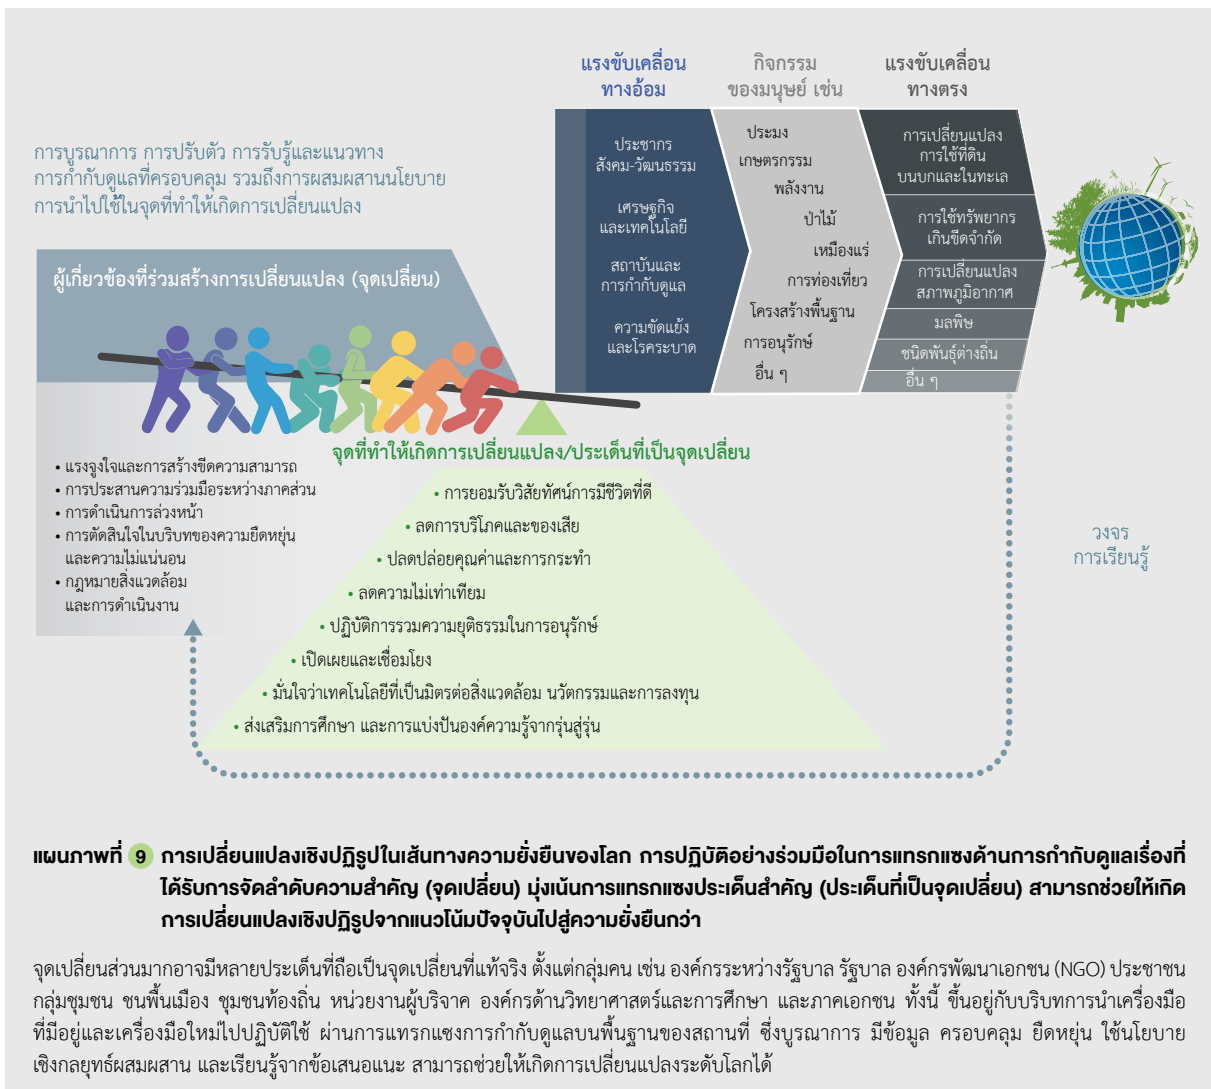 แรงขับเคลื่อน
ทางอ้อม
กิจกรรม
ของมนุษย์ เช่น
แรงขับเคลื่อน
ทางตรง
ประชากร
สังคม-วัฒนธรรม
เศรษฐกิจ
และเทคโนโลยี
สถาบันและ
การกำกับดูแล
ความขัดแย้ง
และโรคระบาด
ประมง
เกษตรกรรม
พลังงาน
ป่าไม้
เหมืองแร่
การท่องเที่ยว
โครงสร้างพื้นฐาน
การอนุรักษ์
อื่น ๆ
การเปลี่ยนแปลง
การใช้ที่ดิน
บนบกและในทะเล
การใช้ทรัพยากร
เกินขีดจำกัด
การเปลี่ยนแปลง
สภาพภูมิอากาศ
มลพิษ
ชนิดพันธุ์ต่างถิ่น
อื่น ๆ
การบูรณาการ การปรับตัว การรับรู้และแนวทาง
การกำกับดูแลที่ครอบคลุม รวมถึงการผสมผสานนโยบาย
การนำไปใช้ในจุดที่ทำให้เกิดการเปลี่ยนแปลง
ผู้เกี่ยวข้องที่ร่วมสร้างการเปลี่ยนแปลง (จุดเปลี่ยน)
• แรงจูงใจและการสร้างขีดความสามารถ
• การประสานความร่วมมือระหว่างภาคส่วน
• การดำเนินการล่วงหน้า
• การตัดสินใจในบริบทของความยืดหยุ่น
และความไม่แน่นอน
• กฎหมายสิ่งแวดล้อม
และการดำเนินงาน
จุดที่ทำให้เกิดการเปลี่ยนแปลง/ประเด็นที่เป็นจุดเปลี่ยน
• การยอมรับวิสัยทัศน์การมีชีวิตที่ดี
• ลดการบริโภคและของเสีย
• ปลดปล่อยคุณค่าและการกระทำ
• ลดความไม่เท่าเทียม
• ปฏิบัติการรวมความยุติธรรมในการอนุรักษ์
• เปิดเผยและเชื่อมโยง
• มั่นใจว่าเทคโนโลยีที่เป็นมิตรต่อสิ่งแวดล้อม นวัตกรรมและการลงทุน
• ส่งเสริมการศึกษา และการแบ่งปันองค์ความรู้จากรุ่นสู่รุ่น
วงจร
การเรียนรู้
แผนภาพที่ 9 การเปลี่ยนแปลงเชิงปฏิรูปในเส้นทางความยั่งยืนของโลก การปฏิบัติอย่างร่วมมือในการแทรกแซงด้านการกำกับดูแลเรื่องที่
ได้รับการจัดลำดับความสำคัญ (จุดเปลี่ยน) มุ่งเน้นการแทรกแซงประเด็นสำคัญ (ประเด็นที่เป็นจุดเปลี่ยน) สามารถช่วยให้เกิด
การเปลี่ยนแปลงเชิงปฏิรูปจากแนวโน้มปัจจุบันไปสู่ความยั่งยืนกว่า
จุดเปลี่ยนส่วนมากอาจมีหลายประเด็นที่ถือเป็นจุดเปลี่ยนที่แท้จริง ตั้งแต่กลุ่มคน เช่น องค์กรระหว่างรัฐบาล รัฐบาล องค์กรพัฒนาเอกชน (NGO) ประชาชน
กลุ่มชุมชน ชนพื้นเมือง ชุมชนท้องถิ่น หน่วยงานผู้บริจาค องค์กรด้านวิทยาศาสตร์และการศึกษา และภาคเอกชน ทั้งนี้ ขึ้นอยู่กับบริบทการนำเครื่องมือ
ที่มีอยู่และเครื่องมือใหม่ไปปฏิบัติใช้ ผ่านการแทรกแซงการกำกับดูแลบนพื้นฐานของสถานที่ ซึ่งบูรณาการ มีข้อมูล ครอบคลุม ยืดหยุ่น ใช้นโยบาย
เชิงกลยุทธ์ผสมผสาน และเรียนรู้จากข้อเสนอแนะ สามารถช่วยให้เกิดการเปลี่ยนแปลงระดับโลกได้